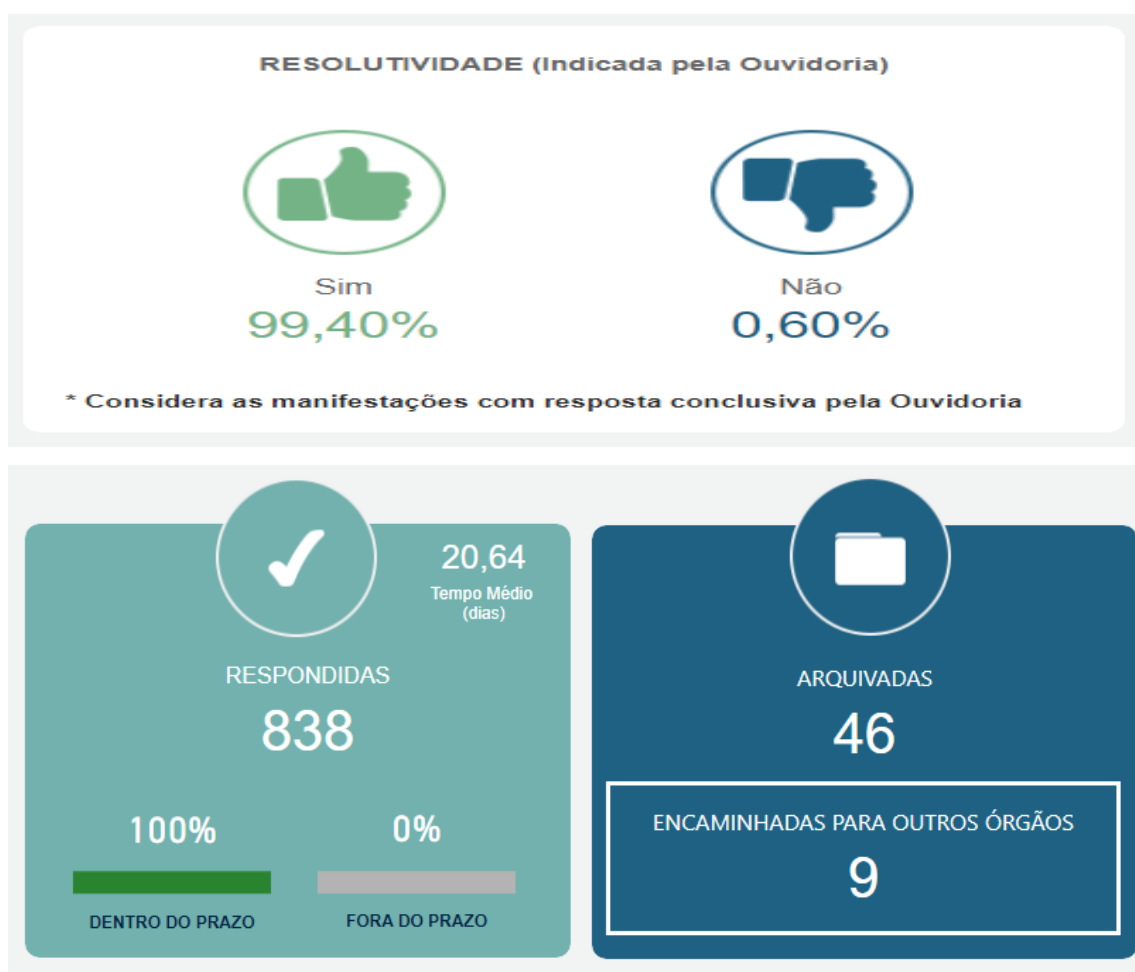 RESOLUTIVIDADE (Indicada pela Ouvidoria)
Sim
99,40%
Não
0,60%
* Considera as manifestações com resposta conclusiva pela Ouvidoria
20,64
Tempo Médio
(dias)
RESPONDIDAS
838
100%
DENTRO DO PRAZO
0%
FORA DO PRAZO
ARQUIVADAS
46
ENCAMINHADAS PARA OUTROS ÓRGÃOS
9